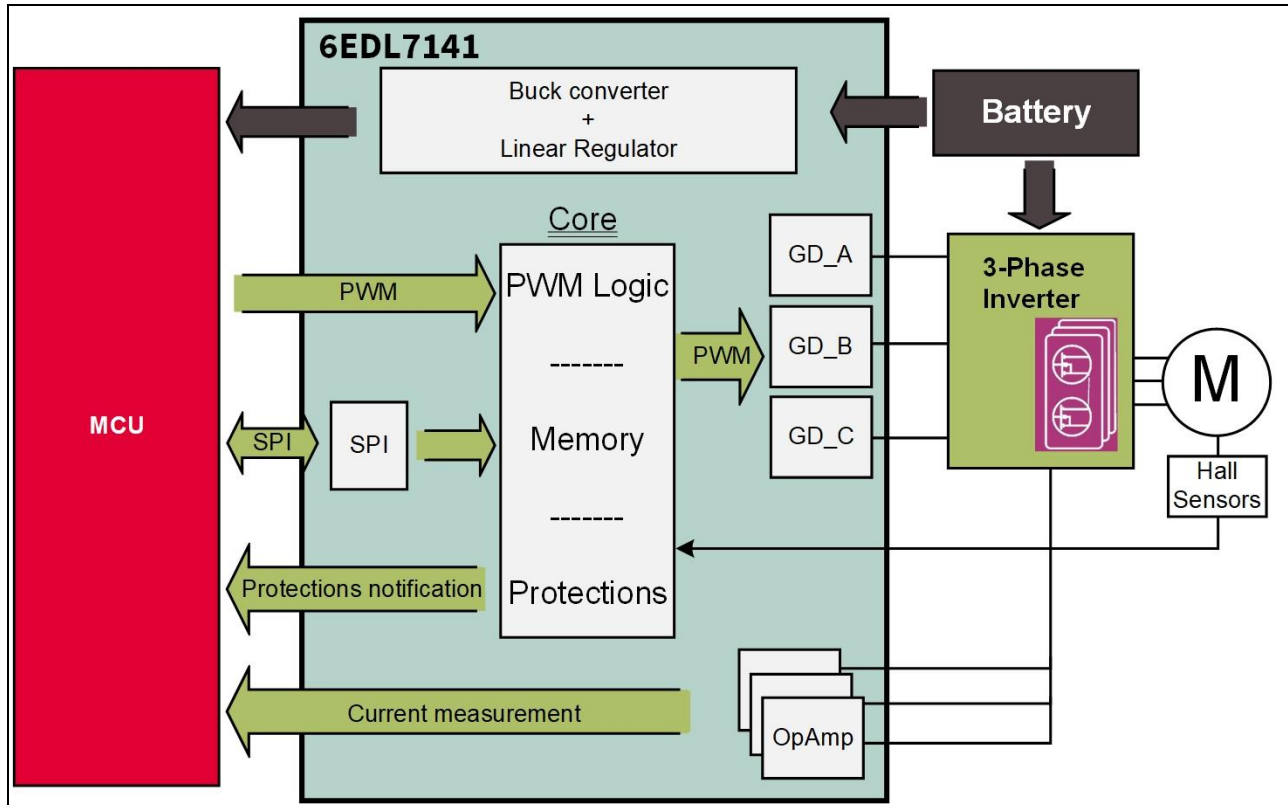 6EDL7141
Buck converter
+
Linear Regulator
Battery
Core
PWM Logic
-------
Memory
-------
Protections
GD_A
GD_B
GD_C
3-Phase
Inverter
M
Hall
Sensors
MCU
PWM
PWM
SPI
SPI
Protections notification
Current measurement
OpAmp